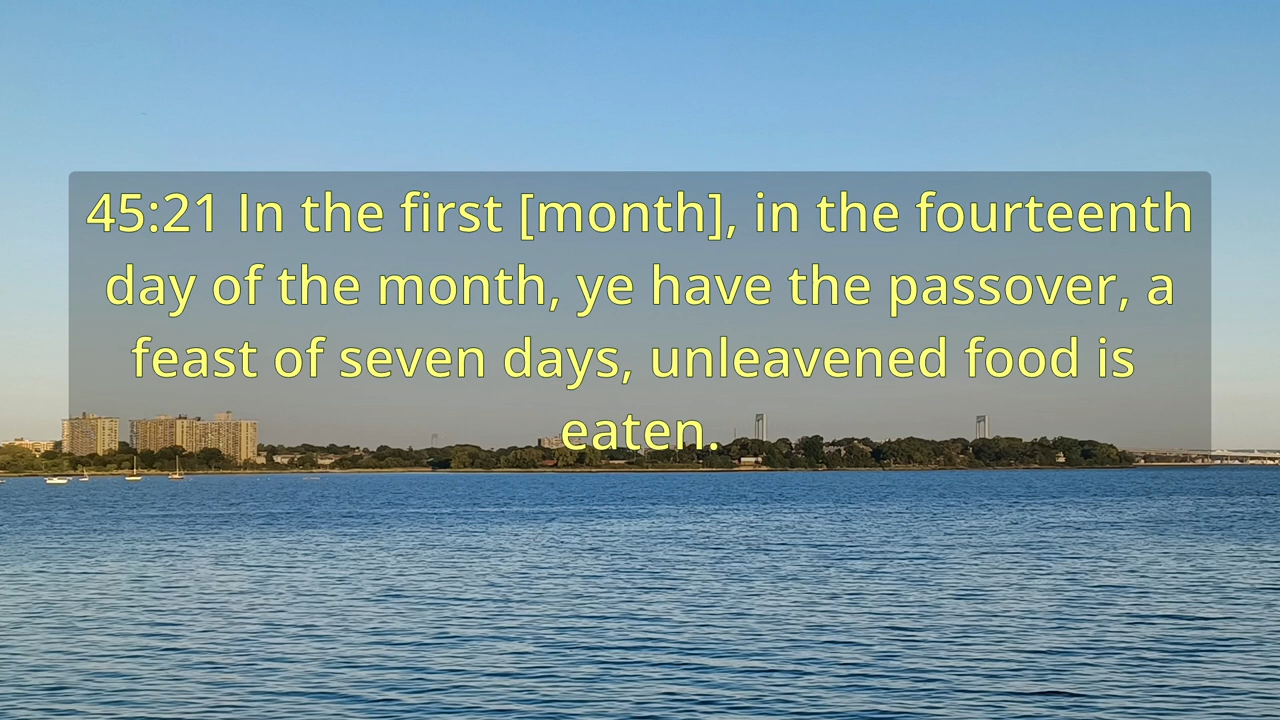 45:21 In the first [month], in the fourteenth
day of the month, ye have the passover, a
feast of seven days, unleavened food is
eaten.